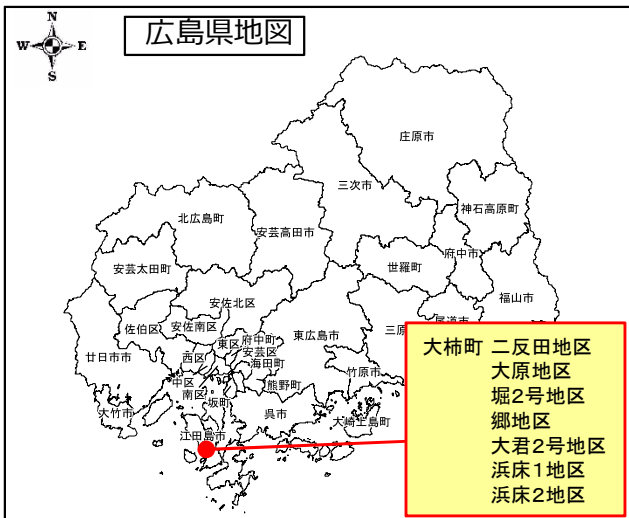 広島県地図
N
W E
S
庄原市
三次市
神石高原町
北広島町
安芸高田市
府中市
世羅町
安芸太田町
福山市
安佐北区
尾道市
佐伯区
安佐南区
東広島市
三原
府中町
東区
安芸区
西区
海田町
廿日市市
竹原市
中区
熊野町
南区
坂町
大竹市
呉市
大崎上島町
江田島市
大柿町 二反田地区
大原地区
堀2号地区
郷地区
大君2号地区
浜床1地区
浜床2地区